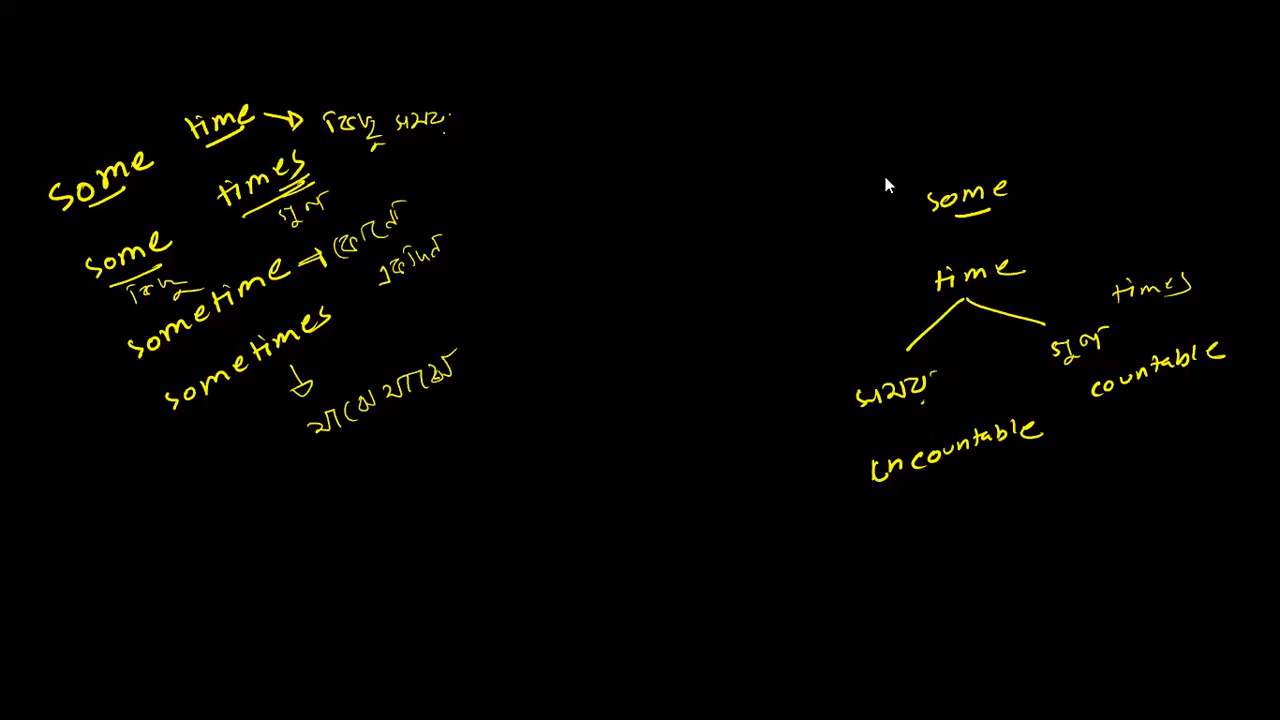 some time → কিছু সময়
some times
কিছু গুণ
sometime → কোনো একদিন
sometimes
↓
মাঝে মাঝে
some
time
times
সময় গুণ
countable
uncountable